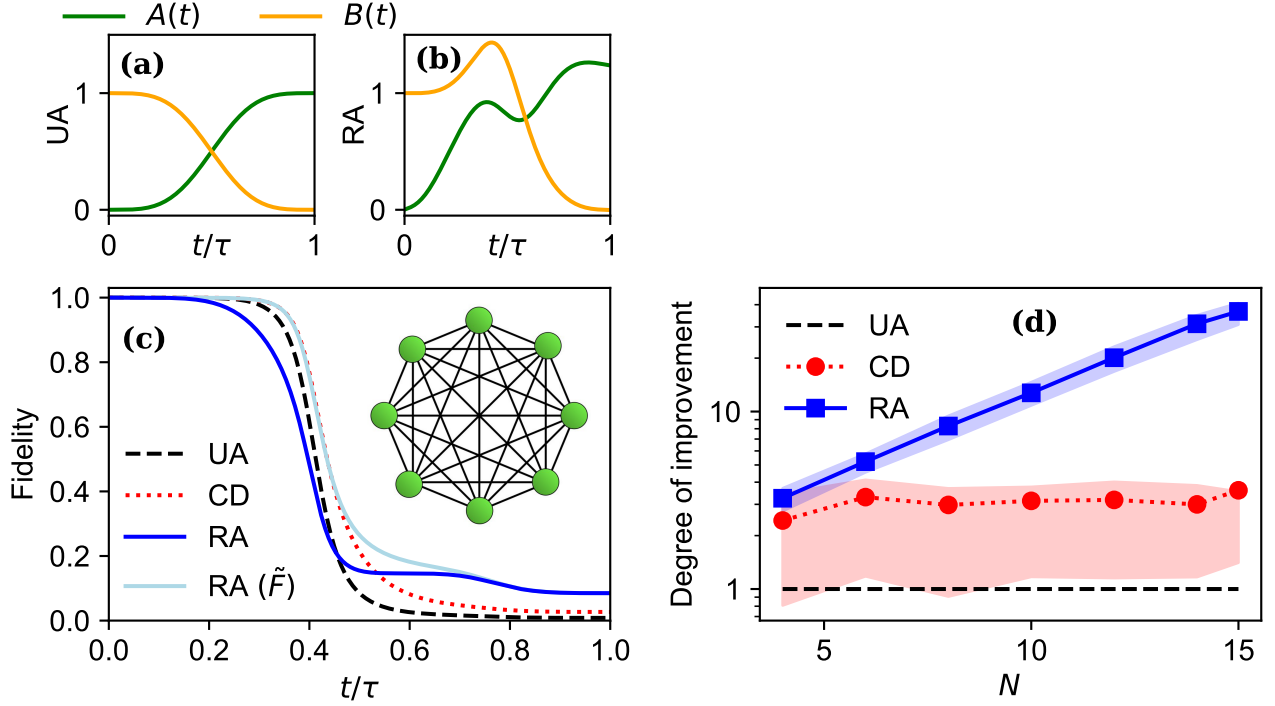 A(t) B(t)
(a)
UA
1
0
0 t/τ 1
(b)
RA
1
0
0 t/τ 1
(c)
Fidelity
1.0
0.8
0.6
0.4
0.2
0.0
UA
CD
RA
RA (F̃)
0.0 0.2 0.4 0.6 0.8 1.0
t/τ
(d)
Degree of improvement
10
1
UA
CD
RA
5 10 15
N